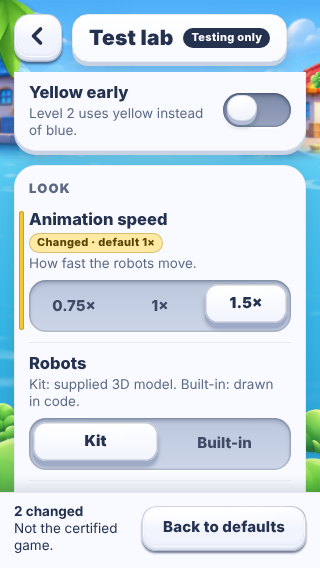 Test lab
Testing only
Yellow early
Level 2 uses yellow instead
of blue.
LOOK
Animation speed
Changed · default 1×
How fast the robots move.
0.75×
1×
1.5×
Robots
Kit: supplied 3D model. Built-in: drawn
in code.
Kit
Built-in
2 changed
Not the certified
game.
Back to defaults